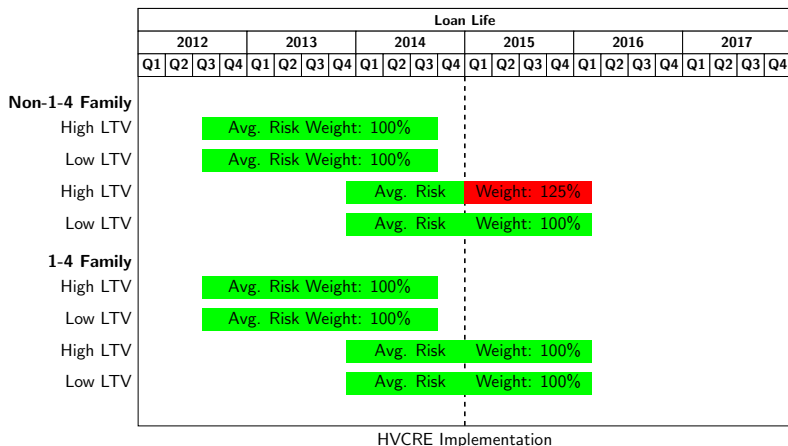 Loan Life
2012 2013 2014 2015 2016 2017
Q1 Q2 Q3 Q4 Q1 Q2 Q3 Q4 Q1 Q2 Q3 Q4 Q1 Q2 Q3 Q4 Q1 Q2 Q3 Q4 Q1 Q2 Q3 Q4
Non-1-4 Family
High LTV Avg. Risk Weight: 100%
Low LTV Avg. Risk Weight: 100%
High LTV Avg. Risk Weight: 125%
Low LTV Avg. Risk Weight: 100%
1-4 Family
High LTV Avg. Risk Weight: 100%
Low LTV Avg. Risk Weight: 100%
High LTV Avg. Risk Weight: 100%
Low LTV Avg. Risk Weight: 100%
HVCRE Implementation